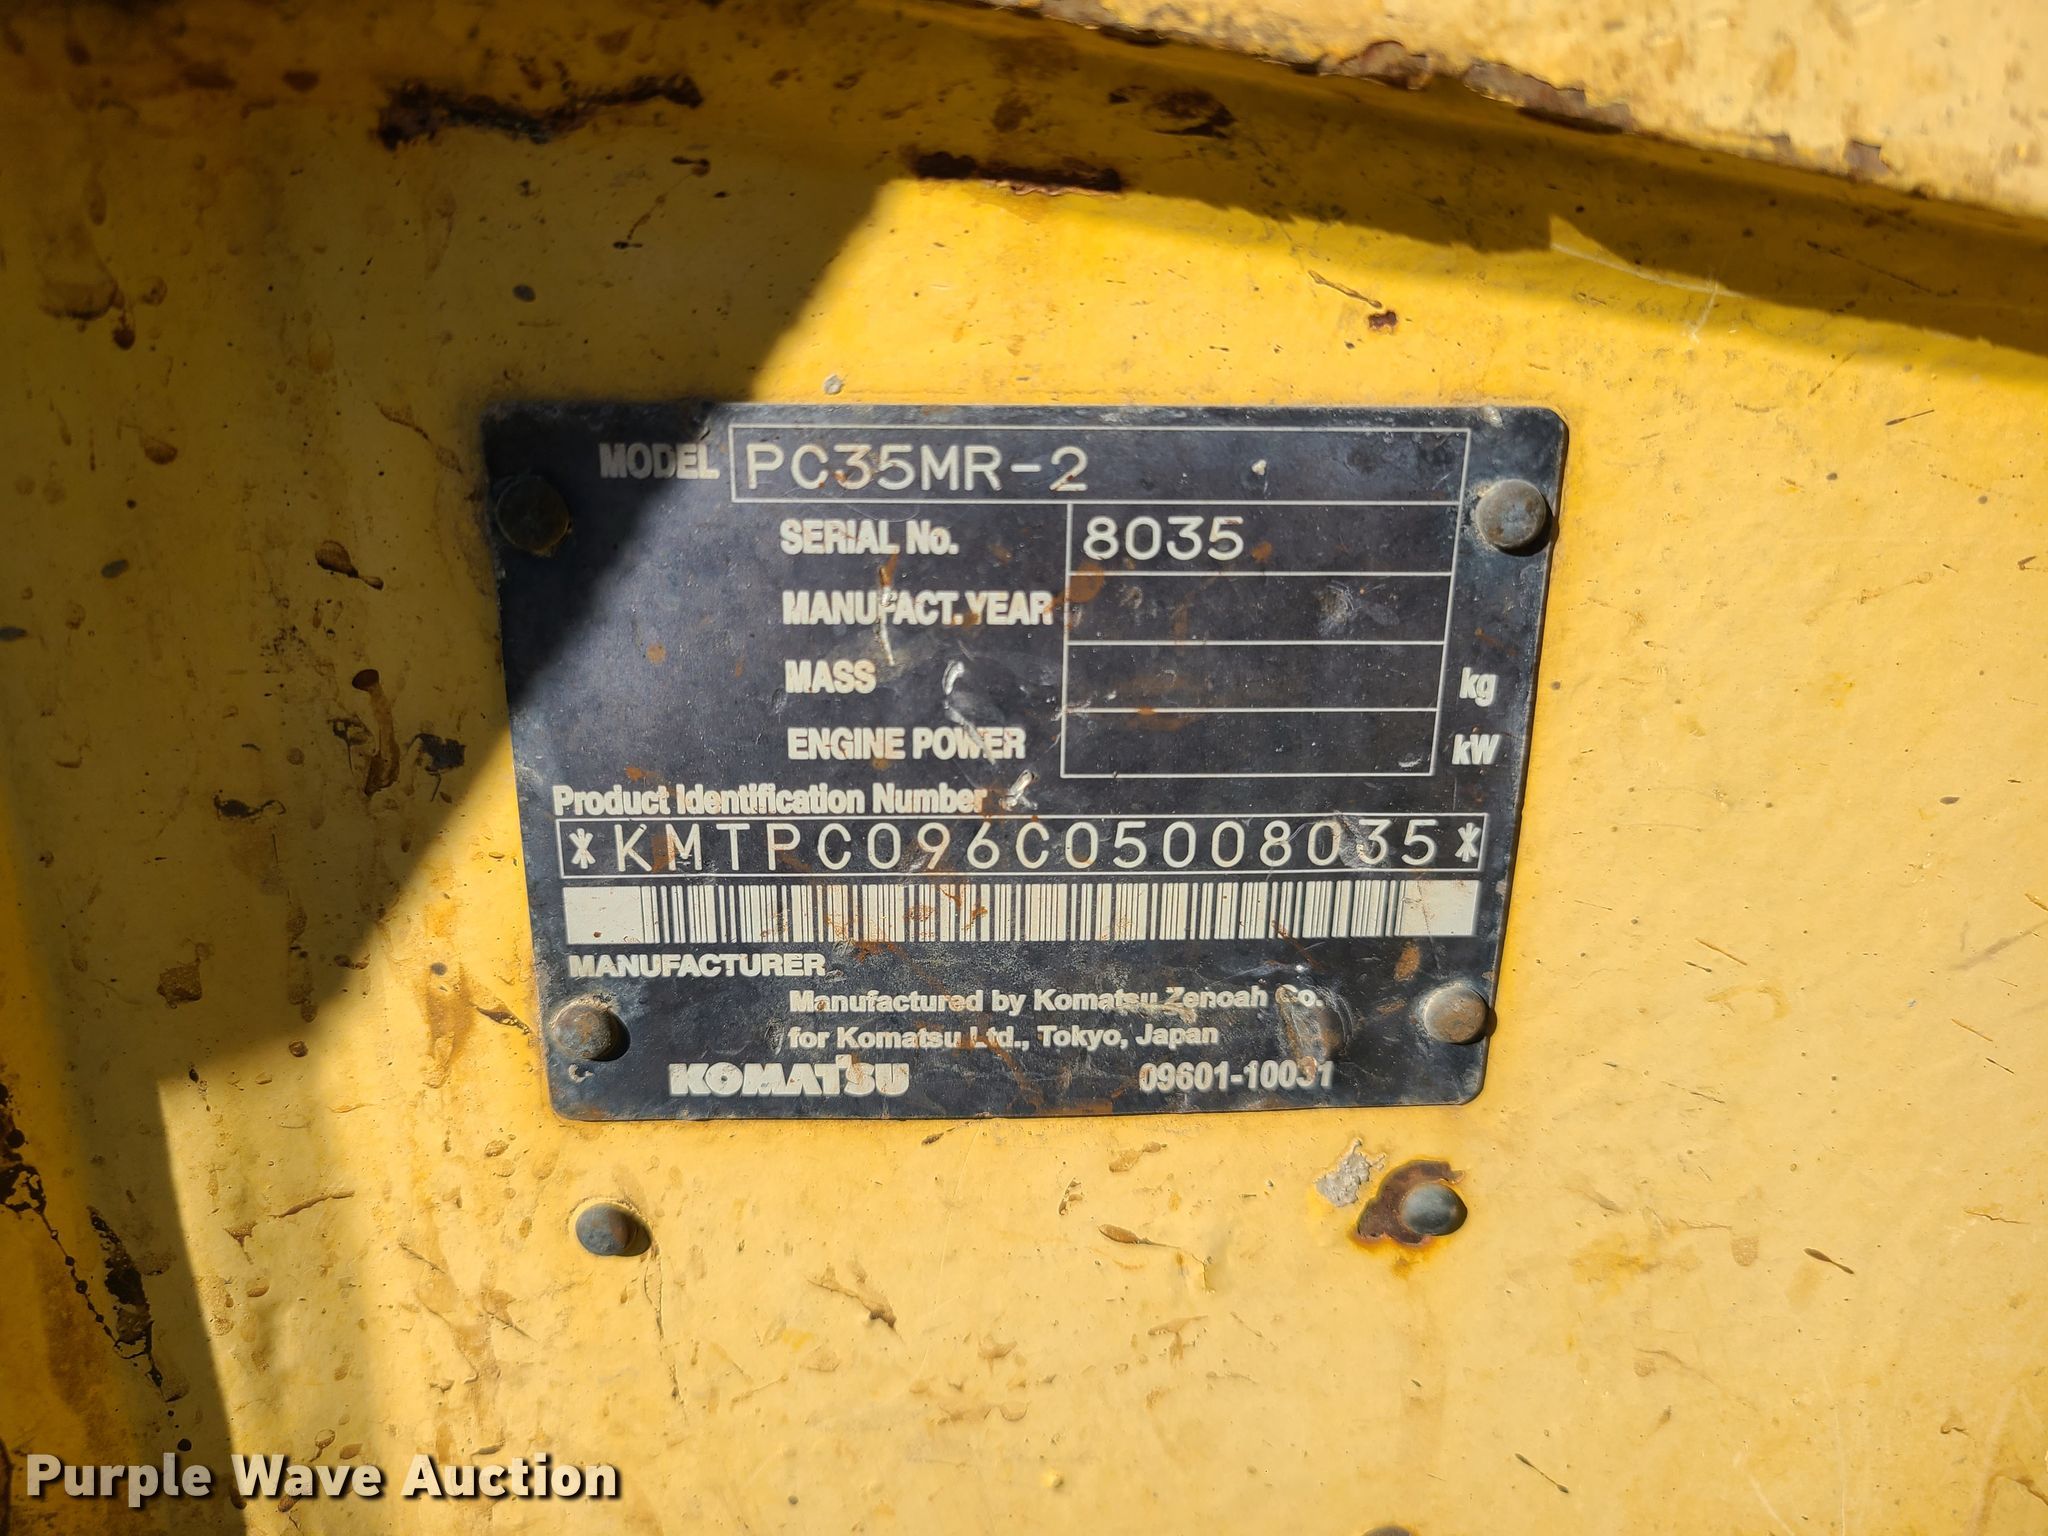 MODEL PC35MR-2
SERIAL No. 8035
MANUFACT. YEAR
MASS kg
ENGINE POWER kW
Product Identification Number
*KMTPC096C05008035*
MANUFACTURER
Manufactured by Komatsu Zenoah Co.
for Komatsu Ltd., Tokyo, Japan
KOMATSU 09601-10031
Purple Wave Auction